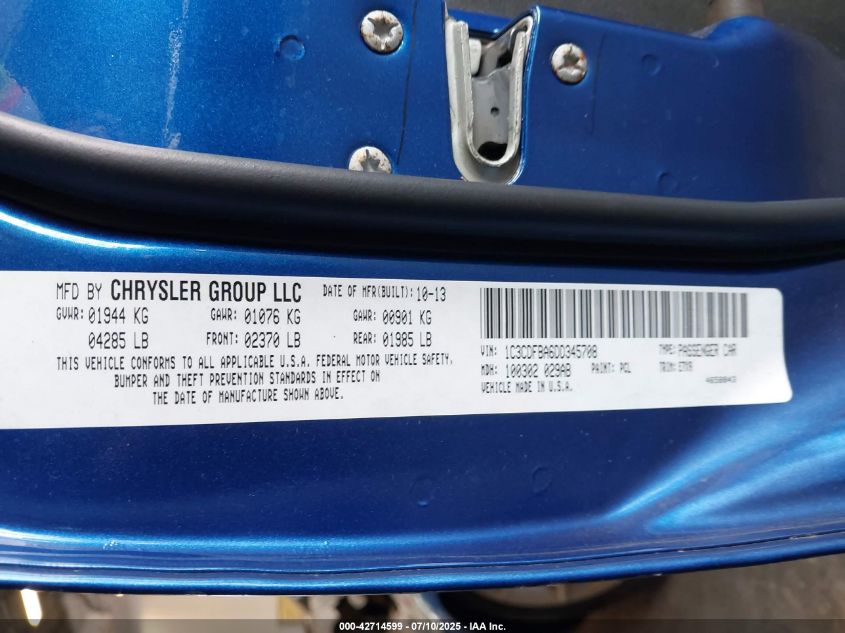 MFD BY CHRYSLER GROUP LLC DATE OF MFR(BUILT): 10-13
GVWR: 01944 KG GAWR: 01076 KG GAWR: 00901 KG
04285 LB FRONT: 02370 LB REAR: 01985 LB
THIS VEHICLE CONFORMS TO ALL APPLICABLE U.S.A. FEDERAL MOTOR VEHICLE SAFETY,
BUMPER AND THEFT PREVENTION STANDARDS IN EFFECT ON
THE DATE OF MANUFACTURE SHOWN ABOVE.
VIN: 1C3CDFBA6DD345708 TYPE: PASSENGER CAR
MDH: 100302 029AB PAINT: PCL TRIM:
VEHICLE MADE IN U.S.A.
000-42714599 - 07/10/2025 - IAA Inc.